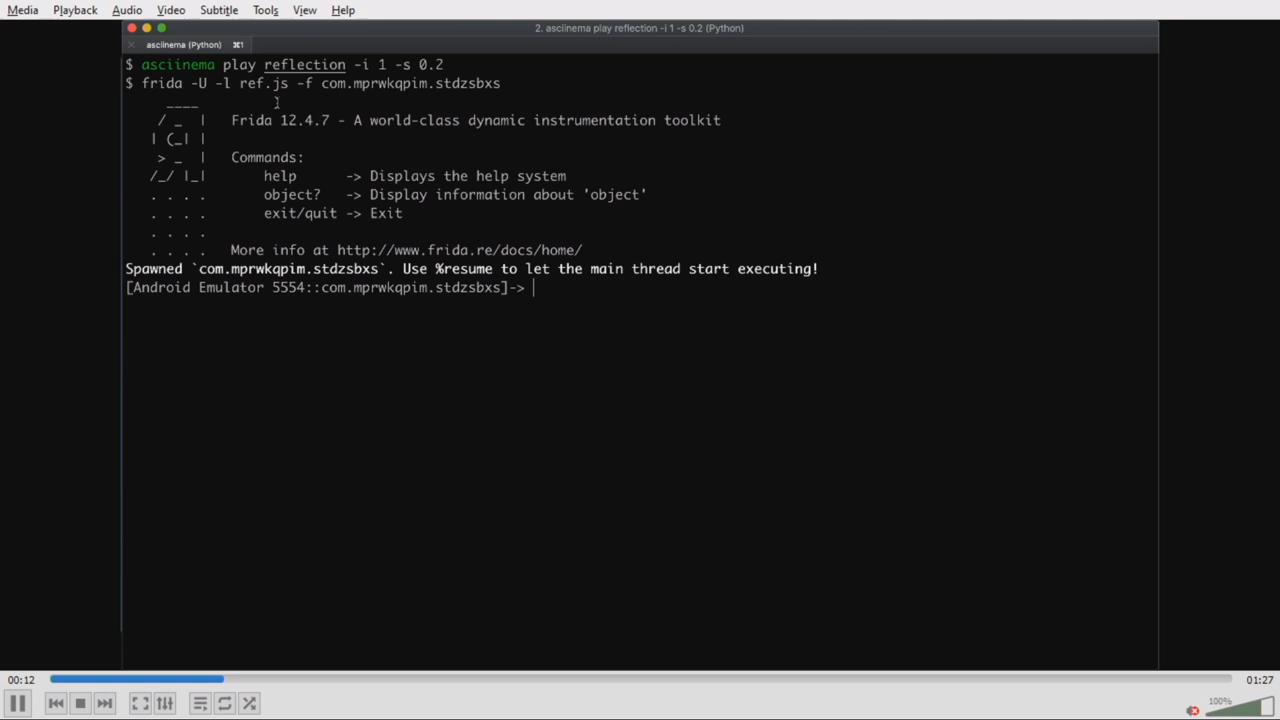 Media Playback Audio Video Subtitle Tools View Help
2. asciinema play reflection -i 1 -s 0.2 (Python)
asciinema (Python) ⌘1
$ asciinema play reflection -i 1 -s 0.2
$ frida -U -l ref.js -f com.mprwkqpim.stdzsbxs
____
/ _ | Frida 12.4.7 - A world-class dynamic instrumentation toolkit
| (_| |
> _ | Commands:
/_/ |_| help -> Displays the help system
. . . . object? -> Display information about 'object'
. . . . exit/quit -> Exit
. . . .
. . . . More info at http://www.frida.re/docs/home/
Spawned `com.mprwkqpim.stdzsbxs`. Use %resume to let the main thread start executing!
[Android Emulator 5554::com.mprwkqpim.stdzsbxs]->
00:12 01:27
100%